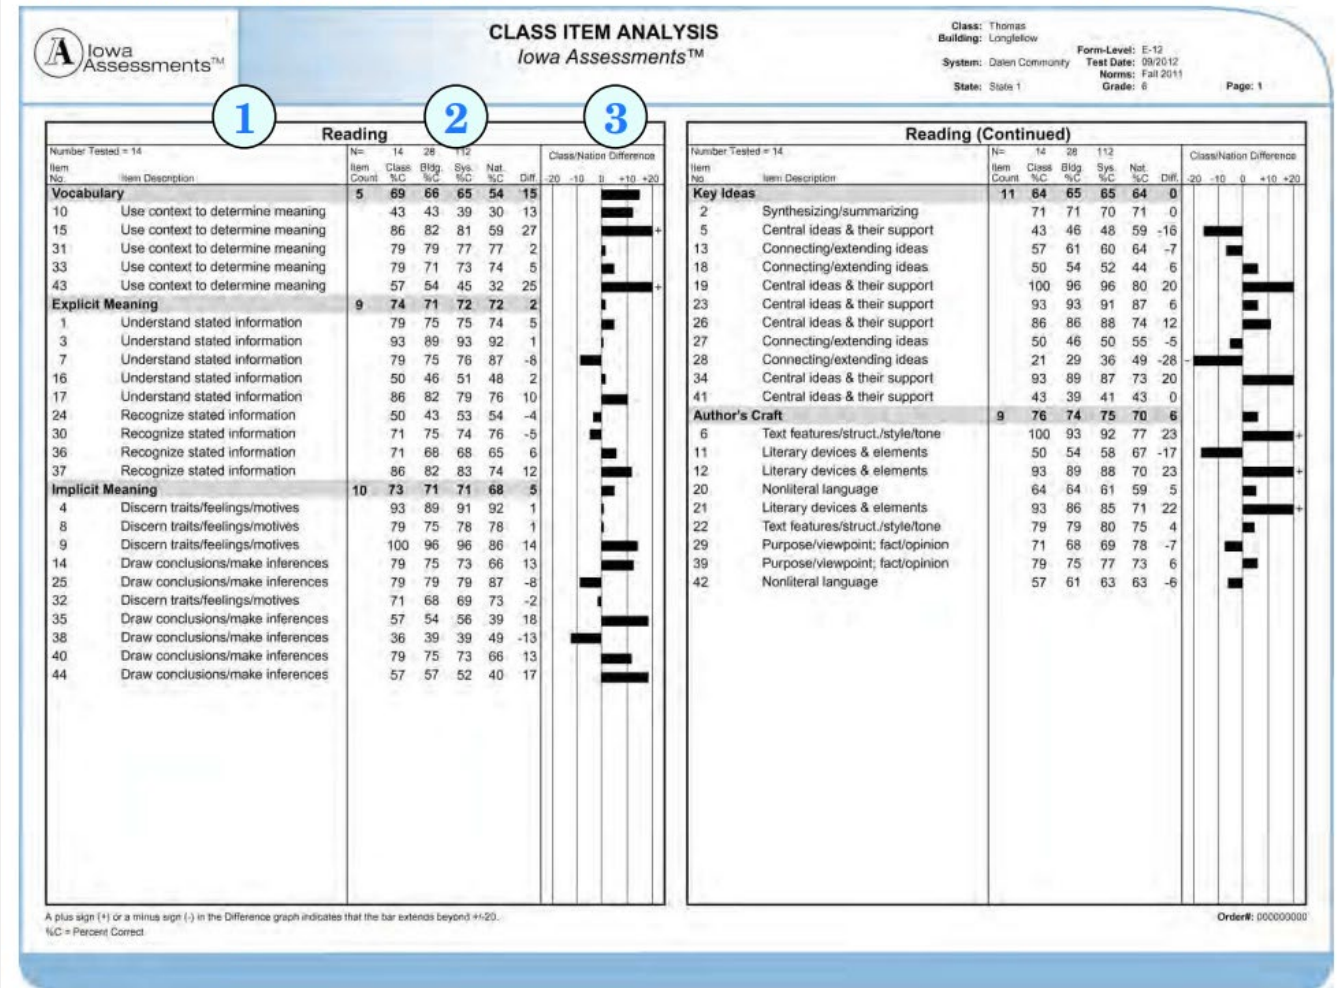 Iowa
Assessments™
CLASS ITEM ANALYSIS
Iowa Assessments™
Class: Thomas
Building: Longfellow
Form-Level: E-12
System: Dalen Community Test Date: 09/2012
Norms: Fall 2011
State: State 1 Grade: 6 Page: 1
1 2 3
Reading
Number Tested = 14 N= 14 28 112 Class/Nation Difference
Item No. Item Description Item Count Class %C Bldg. %C Sys. %C Nat. %C Diff. -20 -10 0 +10 +20
Vocabulary 5 69 66 65 54 15
10 Use context to determine meaning 43 43 39 30 13
15 Use context to determine meaning 86 82 81 59 27 +
31 Use context to determine meaning 79 79 77 77 2
33 Use context to determine meaning 79 71 73 74 5
43 Use context to determine meaning 57 54 45 32 25 +
Explicit Meaning 9 74 71 72 72 2
1 Understand stated information 79 75 75 74 5
3 Understand stated information 93 89 93 92 1
7 Understand stated information 79 75 76 87 -8
16 Understand stated information 50 46 51 48 2
17 Understand stated information 86 82 79 76 10
24 Recognize stated information 50 43 53 54 -4
30 Recognize stated information 71 75 74 76 -5
36 Recognize stated information 71 68 68 65 6
37 Recognize stated information 86 82 83 74 12
Implicit Meaning 10 73 71 71 68 5
4 Discern traits/feelings/motives 93 89 91 92 1
8 Discern traits/feelings/motives 79 75 78 78 1
9 Discern traits/feelings/motives 100 96 96 86 14
14 Draw conclusions/make inferences 79 75 73 66 13
25 Draw conclusions/make inferences 79 79 79 87 -8
32 Discern traits/feelings/motives 71 68 69 73 -2
35 Draw conclusions/make inferences 57 54 56 39 18
38 Draw conclusions/make inferences 36 39 39 49 -13
40 Draw conclusions/make inferences 79 75 73 66 13
44 Draw conclusions/make inferences 57 57 52 40 17
Reading (Continued)
Number Tested = 14 N= 14 28 112 Class/Nation Difference
Item No. Item Description Item Count Class %C Bldg. %C Sys. %C Nat. %C Diff. -20 -10 0 +10 +20
Key Ideas 11 64 65 65 64 0
2 Synthesizing/summarizing 71 71 70 71 0
5 Central ideas & their support 43 46 48 59 -16
13 Connecting/extending ideas 57 61 60 64 -7
18 Connecting/extending ideas 50 54 52 44 6
19 Central ideas & their support 100 96 96 80 20
23 Central ideas & their support 93 93 91 87 6
26 Central ideas & their support 86 86 88 74 12
27 Connecting/extending ideas 50 46 50 55 -5
28 Connecting/extending ideas 21 29 36 49 -28 -
34 Central ideas & their support 93 89 87 73 20
41 Central ideas & their support 43 39 41 43 0
Author's Craft 9 76 74 75 70 6
6 Text features/struct./style/tone 100 93 92 77 23 +
11 Literary devices & elements 50 54 58 67 -17
12 Literary devices & elements 93 89 88 70 23 +
20 Nonliteral language 64 64 61 59 5
21 Literary devices & elements 93 86 85 71 22 +
22 Text features/struct./style/tone 79 79 80 75 4
29 Purpose/viewpoint; fact/opinion 71 68 69 78 -7
39 Purpose/viewpoint; fact/opinion 79 75 77 73 6
42 Nonliteral language 57 61 63 63 -6
A plus sign (+) or a minus sign (-) in the Difference graph indicates that the bar extends beyond +/-20.
%C = Percent Correct
Order#: 000000000